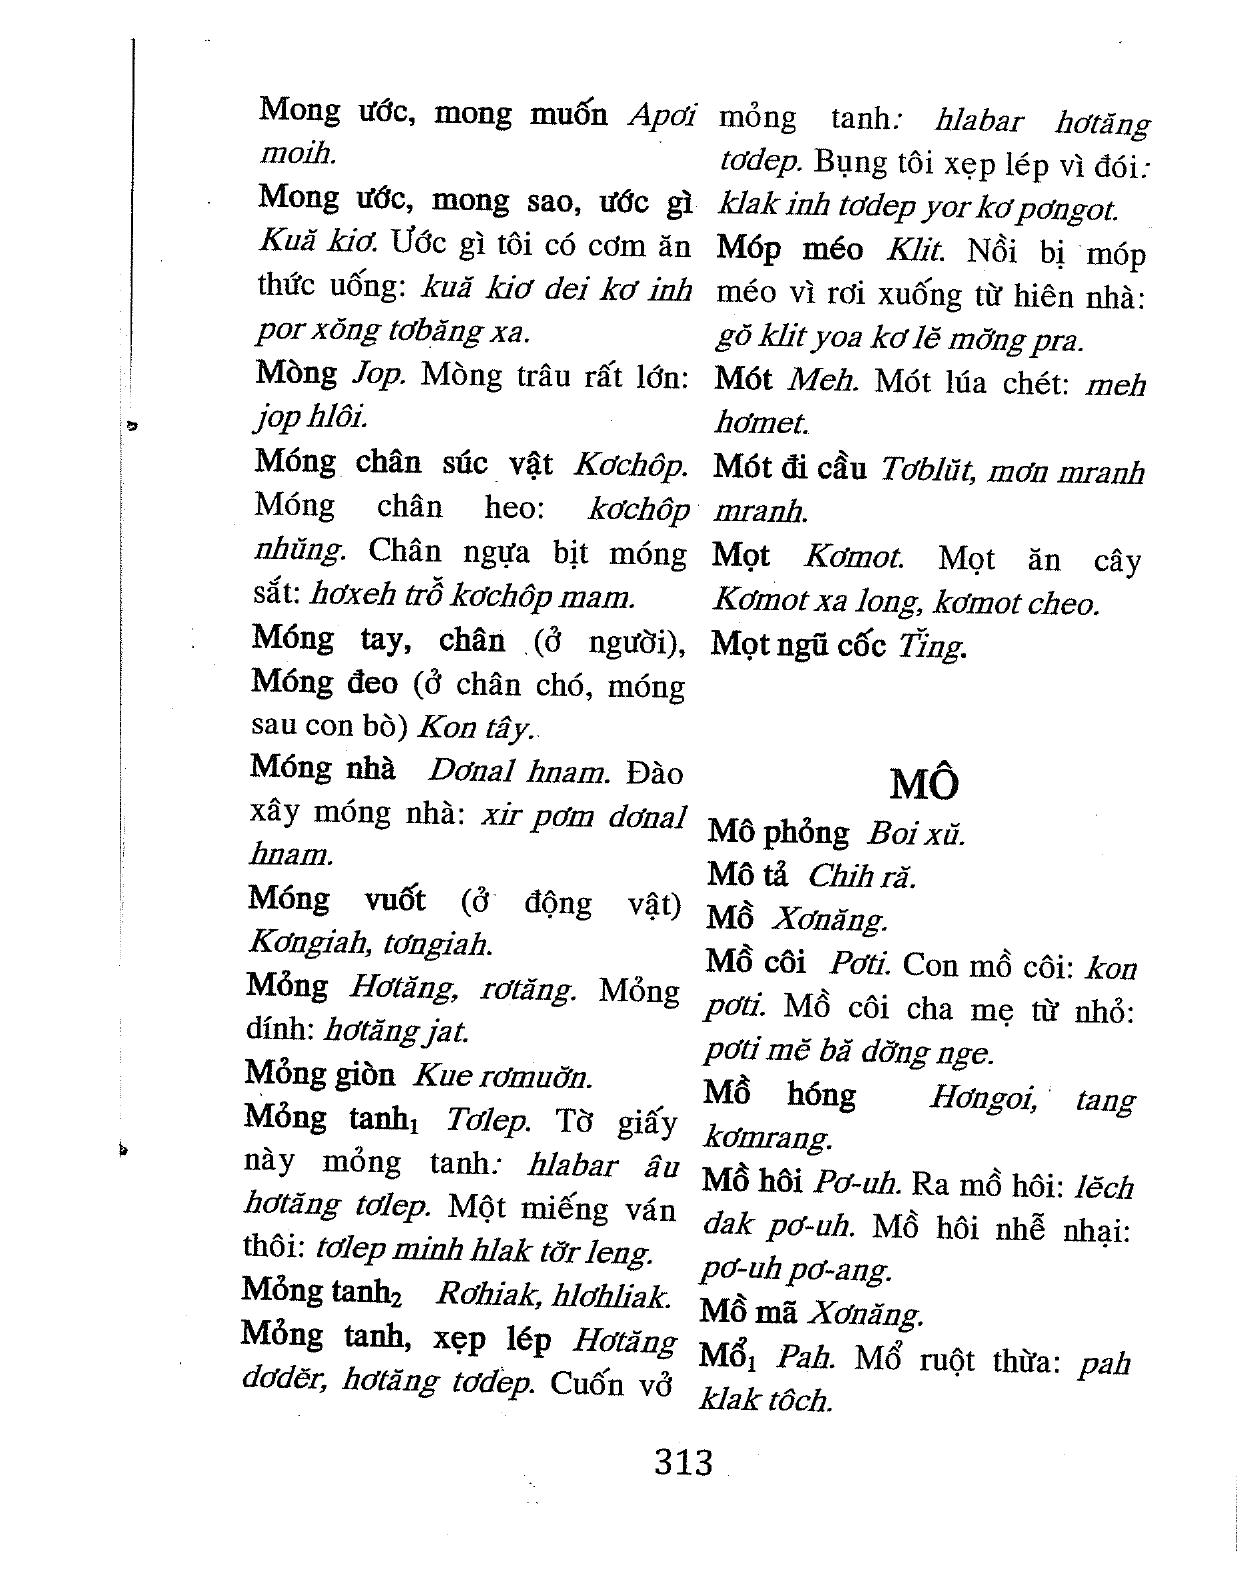 Mong ước, mong muốn Apơi
moih.
Mong ước, mong sao, ước gì
Kuă kiơ. Ước gì tôi có cơm ăn
thức uống: kuă kiơ dei kơ inh
por xŏng tơbăng xa.
Mòng Jop. Mòng trâu rất lớn:
jop hlôi.
Móng chân súc vật Kơchôp.
Móng chân heo: kơchôp
nhŭng. Chân ngựa bịt móng
sắt: hơxeh trỗ kơchôp mam.
Móng tay, chân (ở người),
Móng đeo (ở chân chó, móng
sau con bò) Kon tây.
Móng nhà Dơnal hnam. Đào
xây móng nhà: xir pơm dơnal
hnam.
Móng vuốt (ở động vật)
Kơngiah, tơngiah.
Mỏng Hơtăng, rơtăng. Mỏng
dính: hơtăng jat.
Mỏng giòn Kue rơmuơ̆n.
Mỏng tanh₁ Tơlep. Tờ giấy
này mỏng tanh: hlabar âu
hơtăng tơlep. Một miếng ván
thôi: tơlep minh hlak tơ̆r leng.
Mỏng tanh₂ Rơhiak, hlơhliak.
Mỏng tanh, xẹp lép Hơtăng
dơdĕr, hơtăng tơdep. Cuốn vở
mỏng tanh: hlabar hơtăng
tơdep. Bụng tôi xẹp lép vì đói:
klak inh tơdep yor kơ pơngot.
Móp méo Klit. Nồi bị móp
méo vì rơi xuống từ hiên nhà:
gŏ klit yoa kơ lĕ mơ̆ng pra.
Mót Meh. Mót lúa chét: meh
hơmet.
Mót đi cầu Tơblŭt, mơn mranh
mranh.
Mọt Kơmot. Mọt ăn cây
Kơmot xa long, kơmot cheo.
Mọt ngũ cốc Tĭng.
MÔ
Mô phỏng Boi xŭ.
Mô tả Chih ră.
Mồ Xơnăng.
Mồ côi Pơti. Con mồ côi: kon
pơti. Mồ côi cha mẹ từ nhỏ:
pơti mĕ bă dơ̆ng nge.
Mồ hóng Hơngoi, tang
kơmrang.
Mồ hôi Pơ-uh. Ra mồ hôi: lĕch
dak pơ-uh. Mồ hôi nhễ nhại:
pơ-uh pơ-ang.
Mồ mã Xơnăng.
Mổ₁ Pah. Mổ ruột thừa: pah
klak tôch.
313